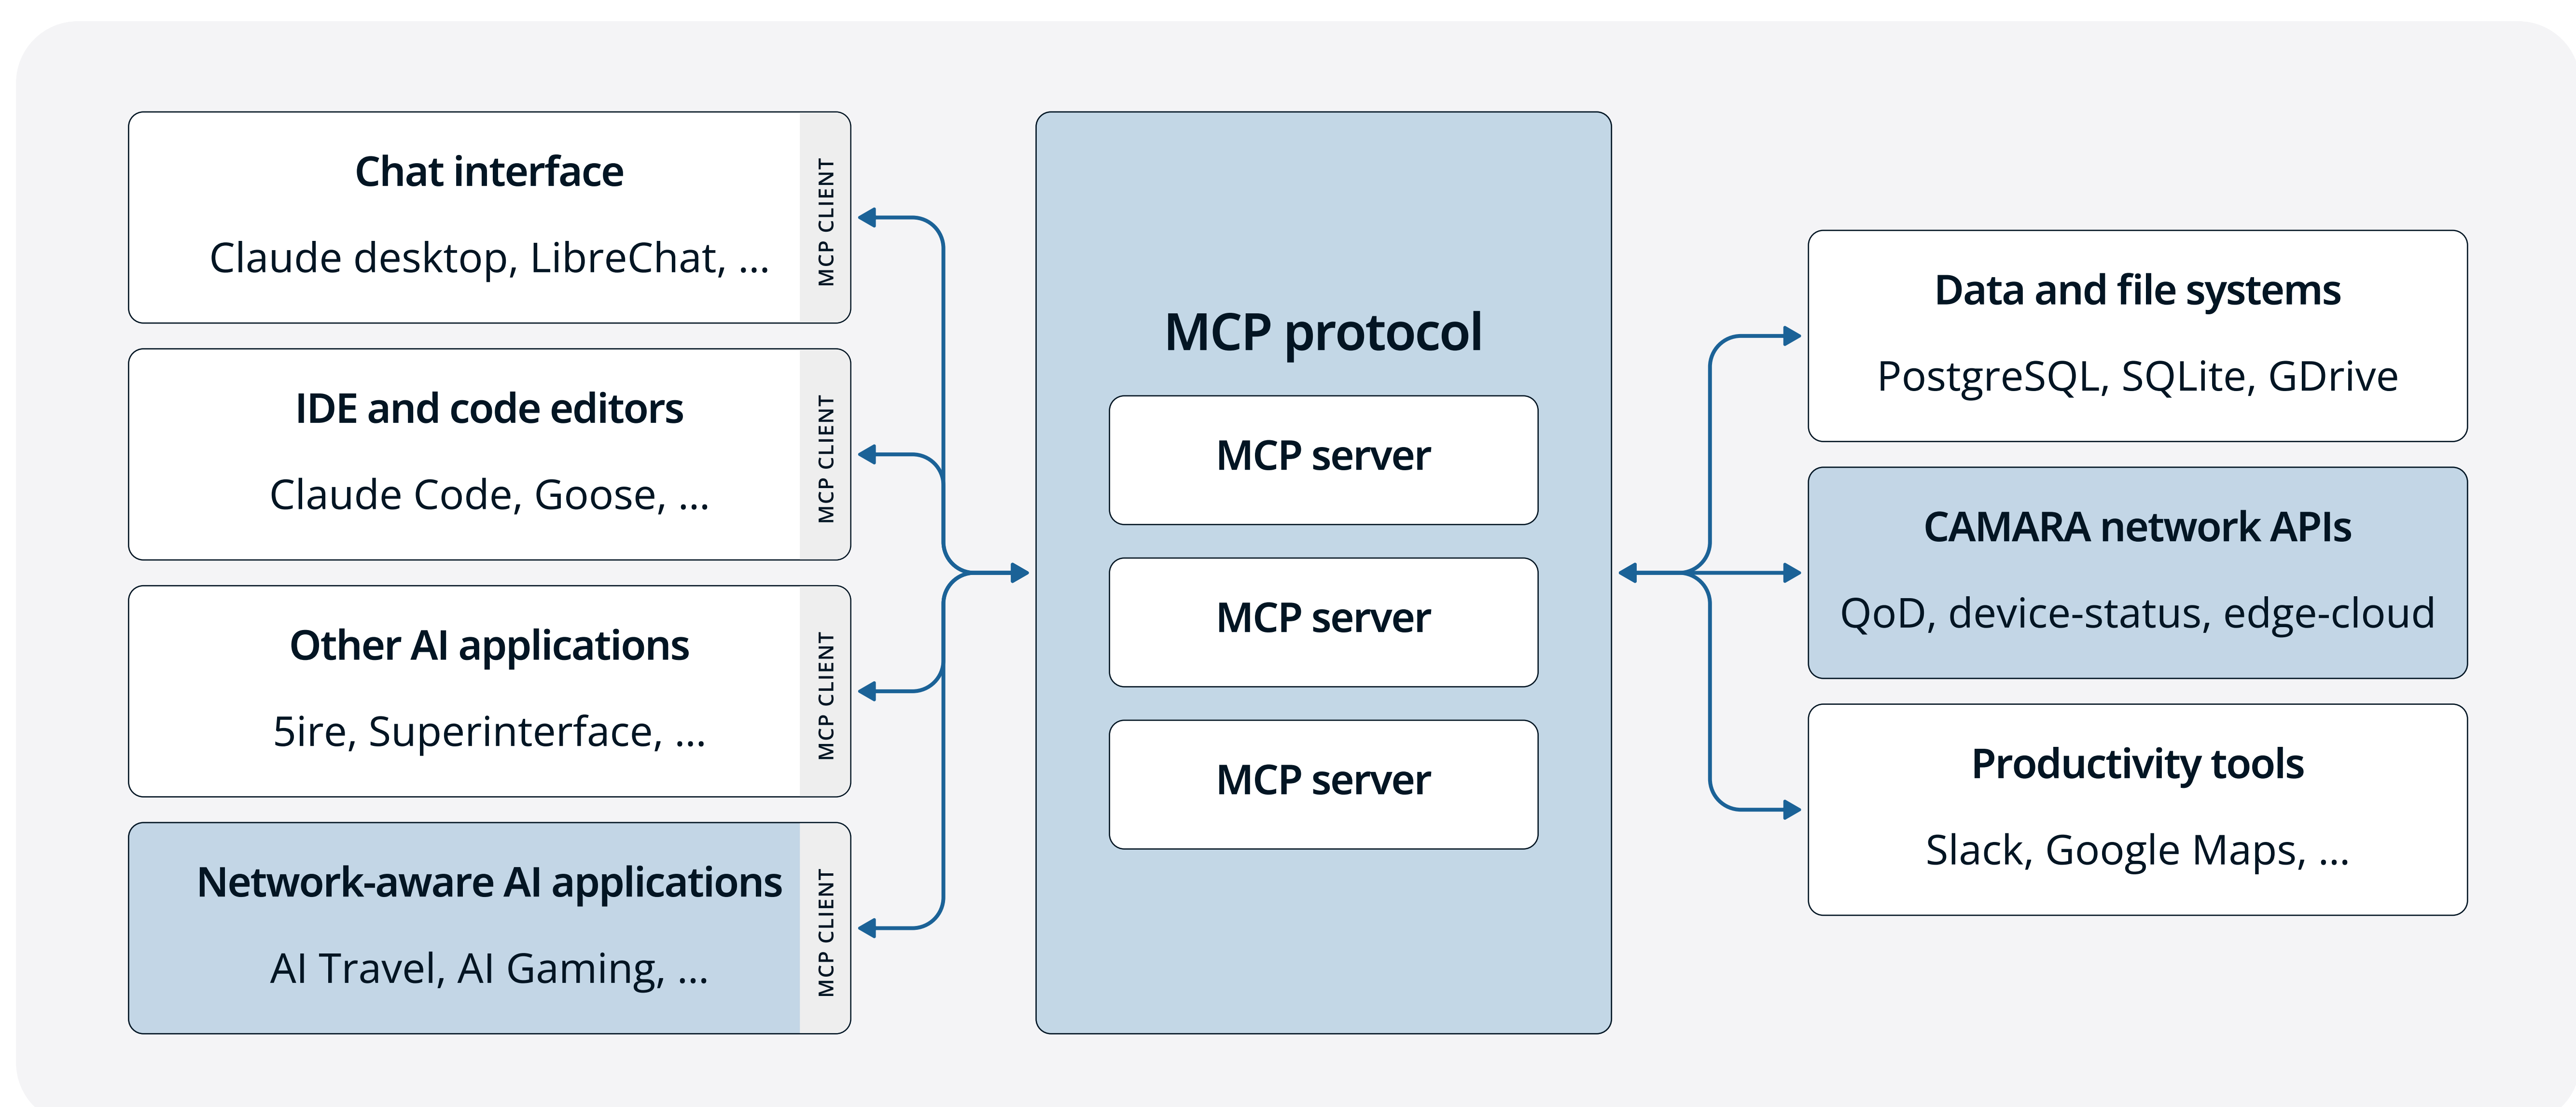 Chat interface
Claude desktop, LibreChat, ...
MCP CLIENT
IDE and code editors
Claude Code, Goose, ...
MCP CLIENT
Other AI applications
5ire, Superinterface, ...
MCP CLIENT
Network-aware AI applications
AI Travel, AI Gaming, ...
MCP CLIENT
MCP protocol
MCP server
MCP server
MCP server
Data and file systems
PostgreSQL, SQLite, GDrive
CAMARA network APIs
QoD, device-status, edge-cloud
Productivity tools
Slack, Google Maps, ...